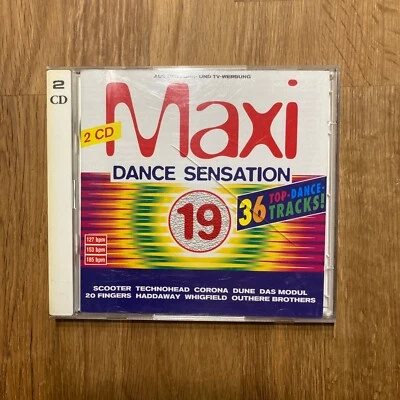 2
CD
UND TV-WERBUNG
Maxi
2 CD
DANCE SENSATION
19
36 TOP-DANCE-
TRACKS!
127 bpm
153 bpm
185 bpm
SCOOTER TECHNOHEAD CORONA DUNE DAS MODUL
20 FINGERS HADDAWAY WHIGFIELD OUTHERE BROTHERS